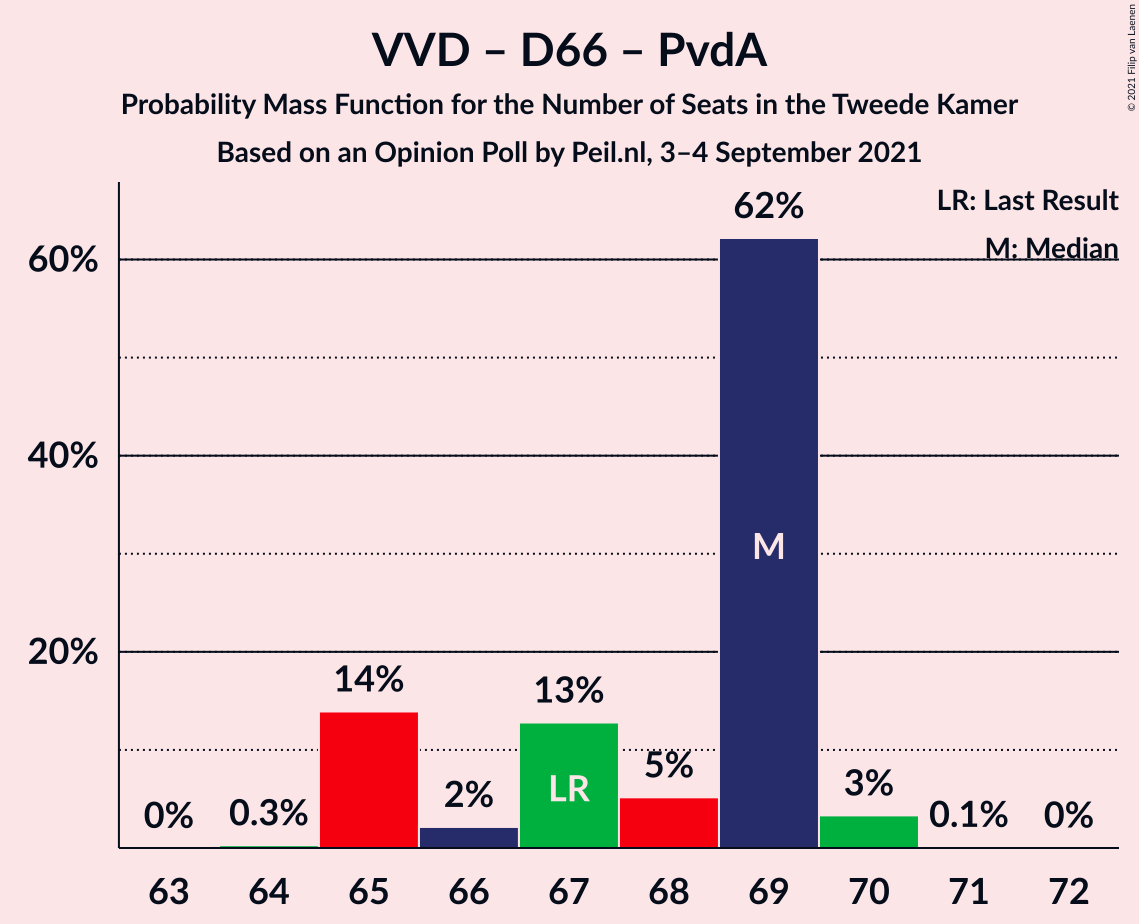 VVD – D66 – PvdA
Probability Mass Function for the Number of Seats in the Tweede Kamer
Based on an Opinion Poll by Peil.nl, 3–4 September 2021
© 2021 Filip van Laenen
LR: Last Result
M: Median
60%
40%
20%
0%
0.3%
14%
2%
13%
5%
62%
3%
0.1%
0%
LR
M
63 64 65 66 67 68 69 70 71 72